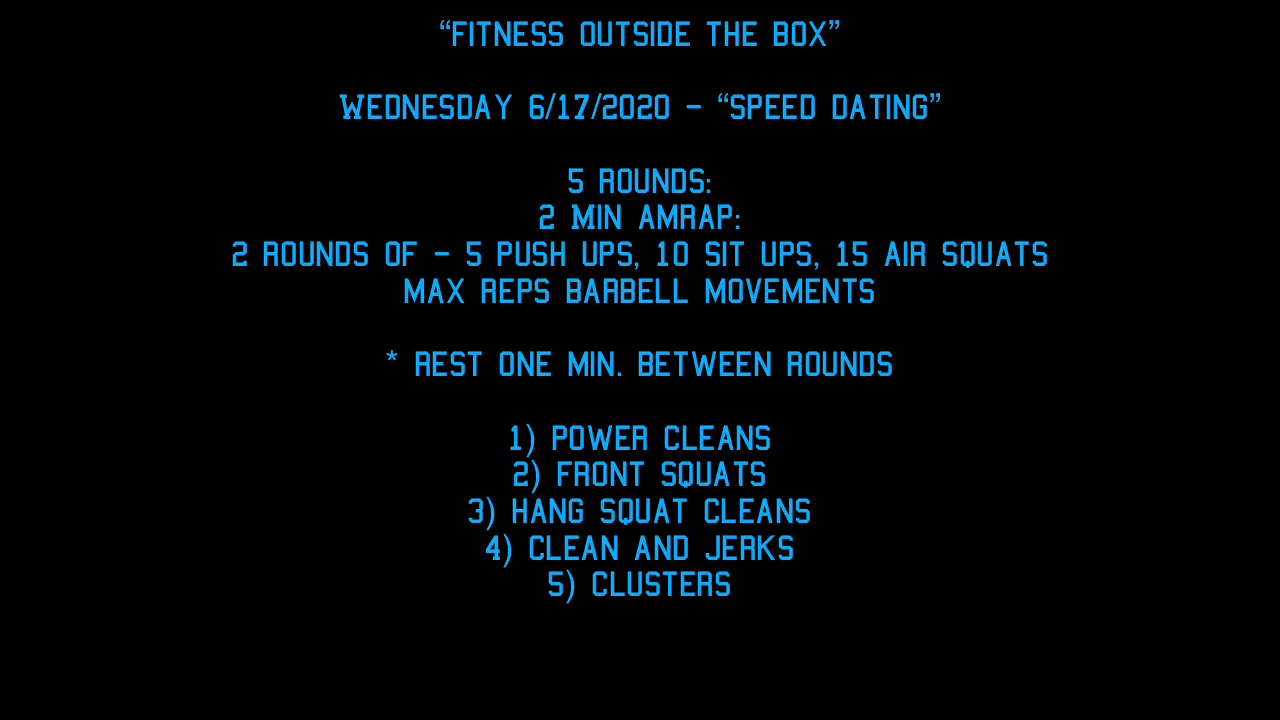 “FITNESS OUTSIDE THE BOX”
WEDNESDAY 6/17/2020 – “SPEED DATING”
5 ROUNDS:
2 MIN AMRAP:
2 ROUNDS OF – 5 PUSH UPS, 10 SIT UPS, 15 AIR SQUATS
MAX REPS BARBELL MOVEMENTS
* REST ONE MIN. BETWEEN ROUNDS
1) POWER CLEANS
2) FRONT SQUATS
3) HANG SQUAT CLEANS
4) CLEAN AND JERKS
5) CLUSTERS